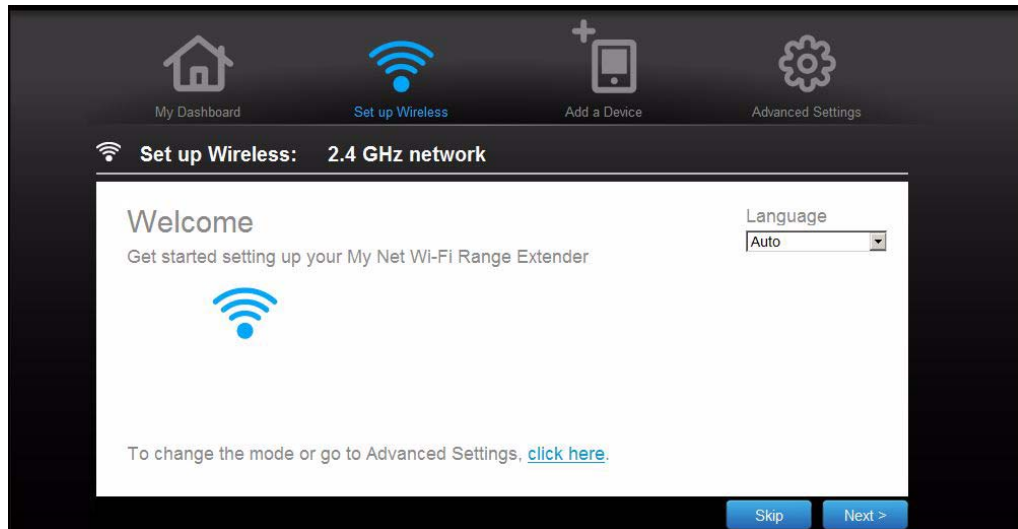 My Dashboard
Set up Wireless
Add a Device
Advanced Settings
Set up Wireless: 2.4 GHz network
Welcome
Language
Get started setting up your My Net Wi-Fi Range Extender
Auto
To change the mode or go to Advanced Settings, click here.
Skip
Next >